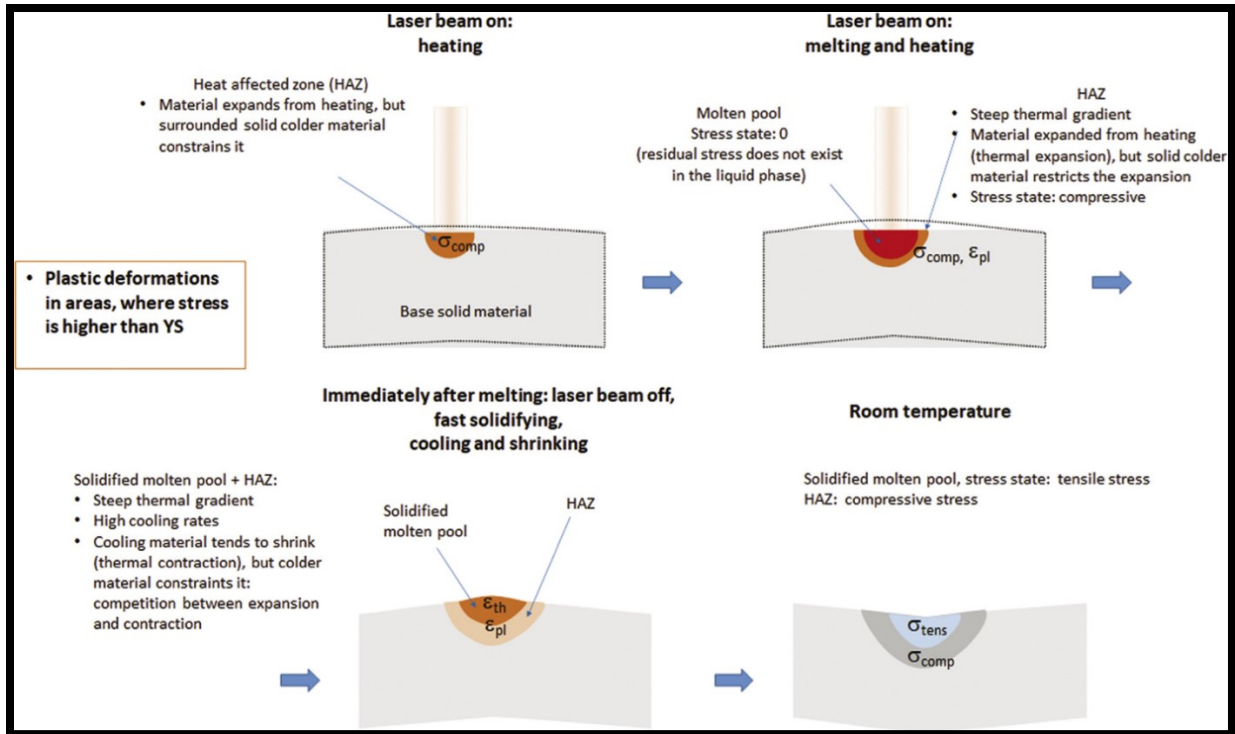 Laser beam on:
heating
Heat affected zone (HAZ)
• Material expands from heating, but
surrounded solid colder material
constrains it
σcomp
Base solid material
Laser beam on:
melting and heating
Molten pool
Stress state: 0
(residual stress does not exist
in the liquid phase)
HAZ
• Steep thermal gradient
• Material expanded from heating
(thermal expansion), but solid colder
material restricts the expansion
• Stress state: compressive
σcomp, εpl
• Plastic deformations
in areas, where stress
is higher than YS
Immediately after melting: laser beam off,
fast solidifying,
cooling and shrinking
Solidified molten pool + HAZ:
• Steep thermal gradient
• High cooling rates
• Cooling material tends to shrink
(thermal contraction), but colder
material constraints it:
competition between expansion
and contraction
Solidified
molten pool
HAZ
εth
εpl
Room temperature
Solidified molten pool, stress state: tensile stress
HAZ: compressive stress
σtens
σcomp